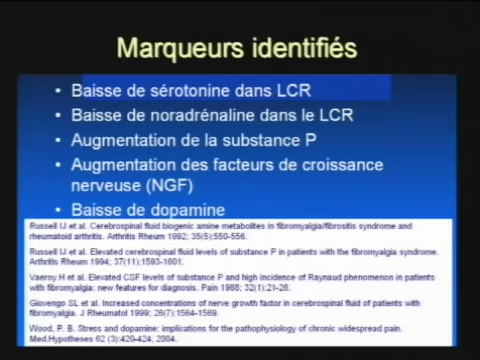 Marqueurs identifiés
• Baisse de sérotonine dans LCR
• Baisse de noradrénaline dans le LCR
• Augmentation de la substance P
• Augmentation des facteurs de croissance
nerveuse (NGF)
• Baisse de dopamine
Russell IJ et al. Cerebrospinal fluid biogenic amine metabolites in fibromyalgia/fibrositis syndrome and
rheumatoid arthritis. Arthritis Rheum 1992; 35(5):550-556.
Russell IJ et al. Elevated cerebrospinal fluid levels of substance P in patients with the fibromyalgia syndrome.
Arthritis Rheum 1994; 37(11):1593-1601.
Vaeroy H et al. Elevated CSF levels of substance P and high incidence of Raynaud phenomenon in patients
with fibromyalgia: new features for diagnosis. Pain 1988; 32(1):21-26.
Giovengo SL et al. Increased concentrations of nerve growth factor in cerebrospinal fluid of patients with
fibromyalgia. J Rheumatol 1999; 26(7):1564-1569.
Wood, P. B. Stress and dopamine: implications for the pathophysiology of chronic widespread pain.
Med.Hypotheses 62 (3):420-424, 2004.